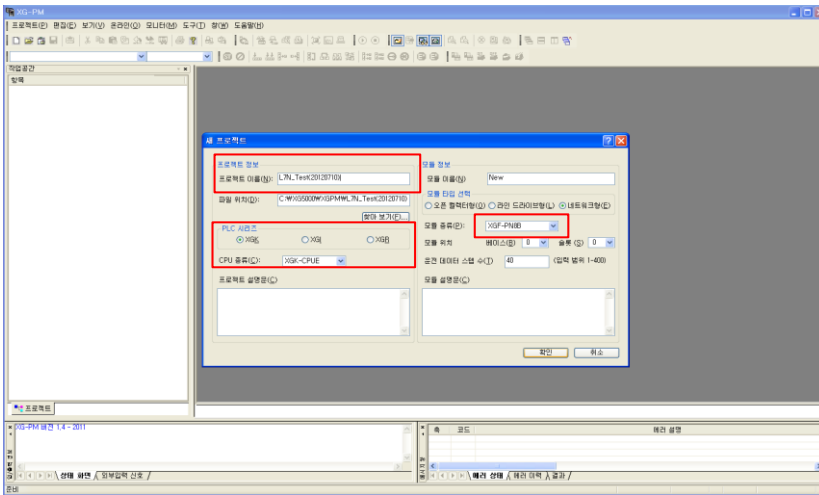 XG-PM
프로젝트(P) 편집(E) 보기(V) 온라인(O) 모니터(M) 도구(T) 창(W) 도움말(H)
작업공간
항목
새 프로젝트
프로젝트 정보
프로젝트 이름(N): L7N_Test(20120710)
파일 위치(D): C:\XG5000\XGPM\L7N_Test(20120710)
찾아 보기(F)...
PLC 시리즈
XGK XGI XGB
CPU 종류(C): XGK-CPUE
프로젝트 설명문(C)
모듈 정보
모듈 이름(N) New
모듈 타입 선택
오픈 컬렉터형(O) 라인 드라이브형(L) 네트워크형(E)
모듈 종류(P): XGF-PN8B
모듈 위치 베이스(B) 0 슬롯(S) 0
운전 데이터 스텝 수(T) 40 (입력 범위 1-400)
모듈 설명문(C)
확인 취소
프로젝트
XG-PM 버전 1.4 - 2011
상태 화면 외부입력 신호
축 코드 에러 설명
에러 상태 에러 이력 결과
준비